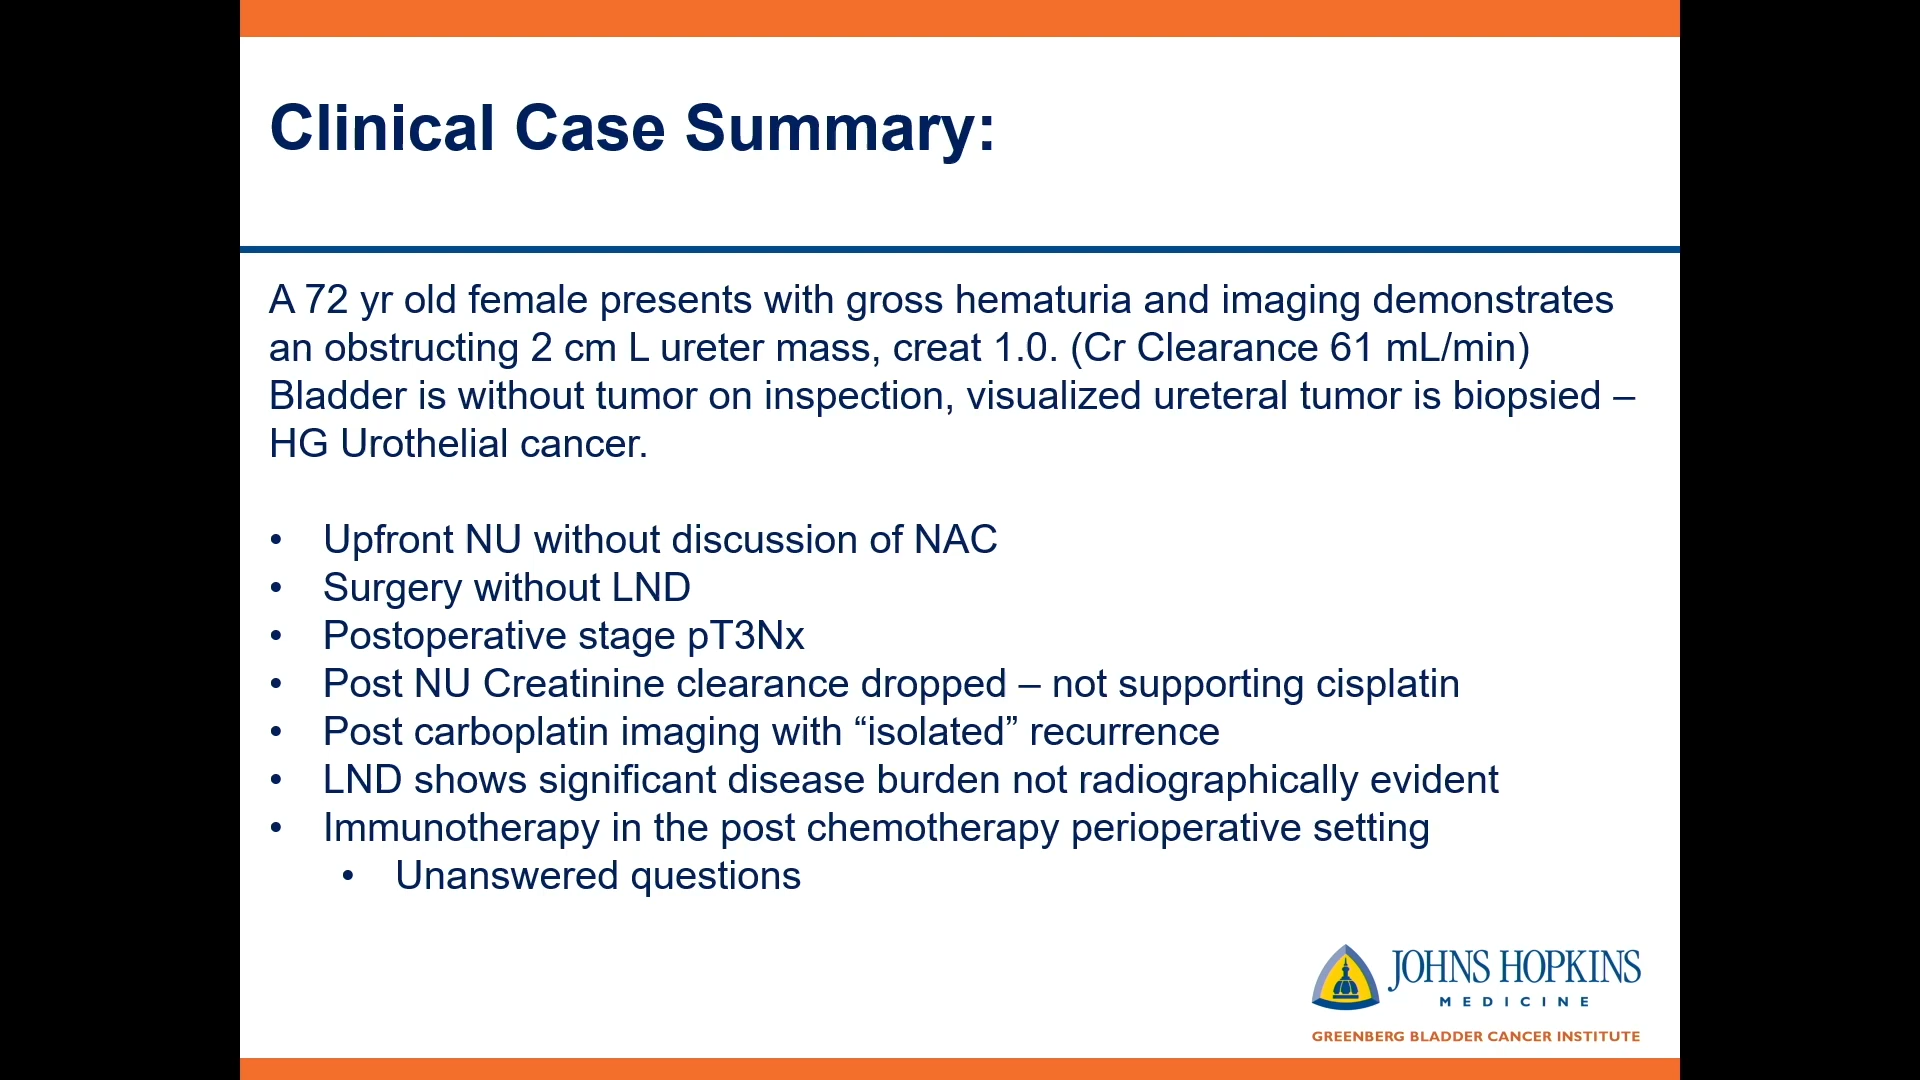 Clinical Case Summary:
A 72 yr old female presents with gross hematuria and imaging demonstrates
an obstructing 2 cm L ureter mass, creat 1.0. (Cr Clearance 61 mL/min)
Bladder is without tumor on inspection, visualized ureteral tumor is biopsied –
HG Urothelial cancer.
• Upfront NU without discussion of NAC
• Surgery without LND
• Postoperative stage pT3Nx
• Post NU Creatinine clearance dropped – not supporting cisplatin
• Post carboplatin imaging with “isolated” recurrence
• LND shows significant disease burden not radiographically evident
• Immunotherapy in the post chemotherapy perioperative setting
• Unanswered questions
JOHNS HOPKINS
MEDICINE
GREENBERG BLADDER CANCER INSTITUTE